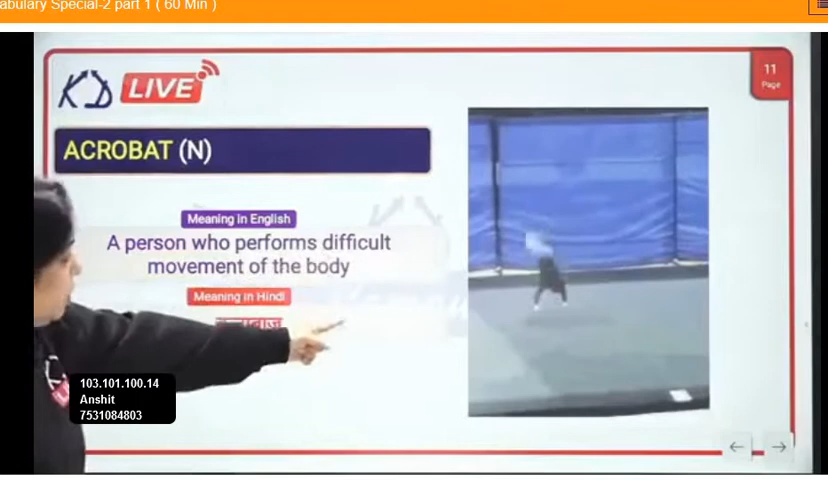 abulary Special-2 part 1 ( 60 Min )
KD LIVE
11
Page
ACROBAT (N)
Meaning in English
A person who performs difficult
movement of the body
Meaning in Hindi
103.101.100.14
Anshit
7531084803